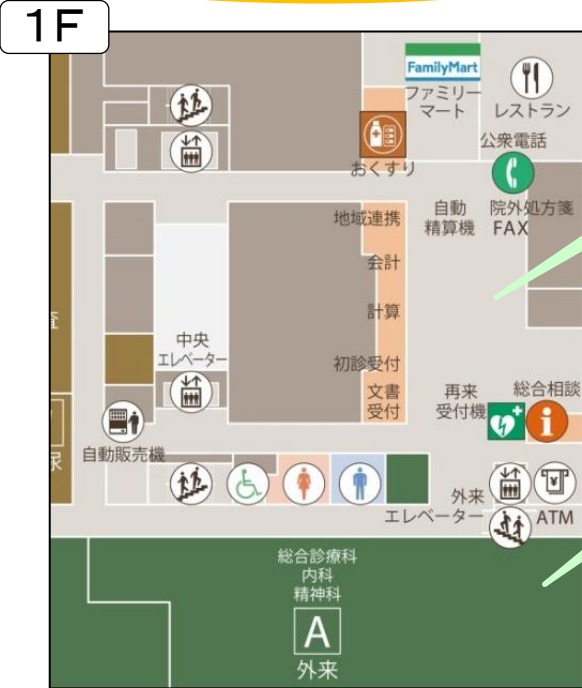 1F
FamilyMart
ファミリー
マート
レストラン
公衆電話
おくすり
地域連携
自動
精算機
院外処方箋
FAX
会計
計算
初診受付
文書
受付
再来
受付機
総合相談
中央
エレベーター
自動販売機
査
尿
外来
エレベーター
ATM
総合診療科
内科
精神科
A
外来